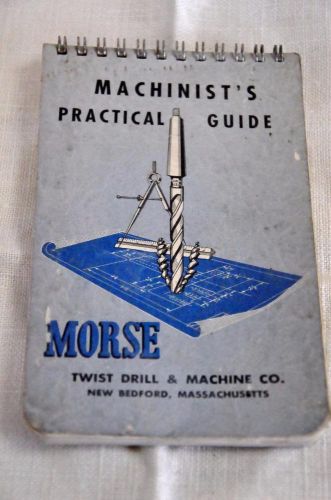 MACHINIST'S
PRACTICAL GUIDE
MORSE
TWIST DRILL & MACHINE CO.
NEW BEDFORD, MASSACHUSETTS